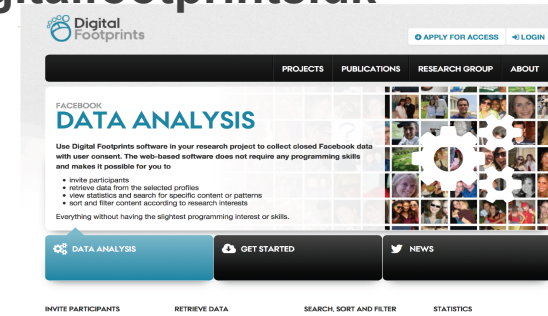 gitalfootprints.dk
Digital
Footprints
APPLY FOR ACCESS LOGIN
PROJECTS PUBLICATIONS RESEARCH GROUP ABOUT
FACEBOOK
DATA ANALYSIS
Use Digital Footprints software in your research project to collect closed Facebook data
with user consent. The web-based software does not require any programming skills
and makes it possible for you to
• invite participants
• retrieve data from the selected profiles
• view statistics and search for specific content or patterns
• sort and filter content according to research interests
Everything without having the slightest programming interest or skills.
DATA ANALYSIS GET STARTED NEWS
INVITE PARTICIPANTS RETRIEVE DATA SEARCH, SORT AND FILTER STATISTICS